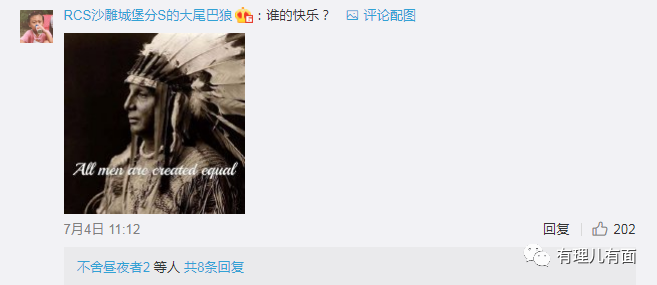 RCS沙雕城堡分S的大尾巴狼：谁的快乐？ 评论配图
All men are created equal
7月4日 11:12
回复 202
不舍昼夜者2 等人 共8条回复
有理儿有面